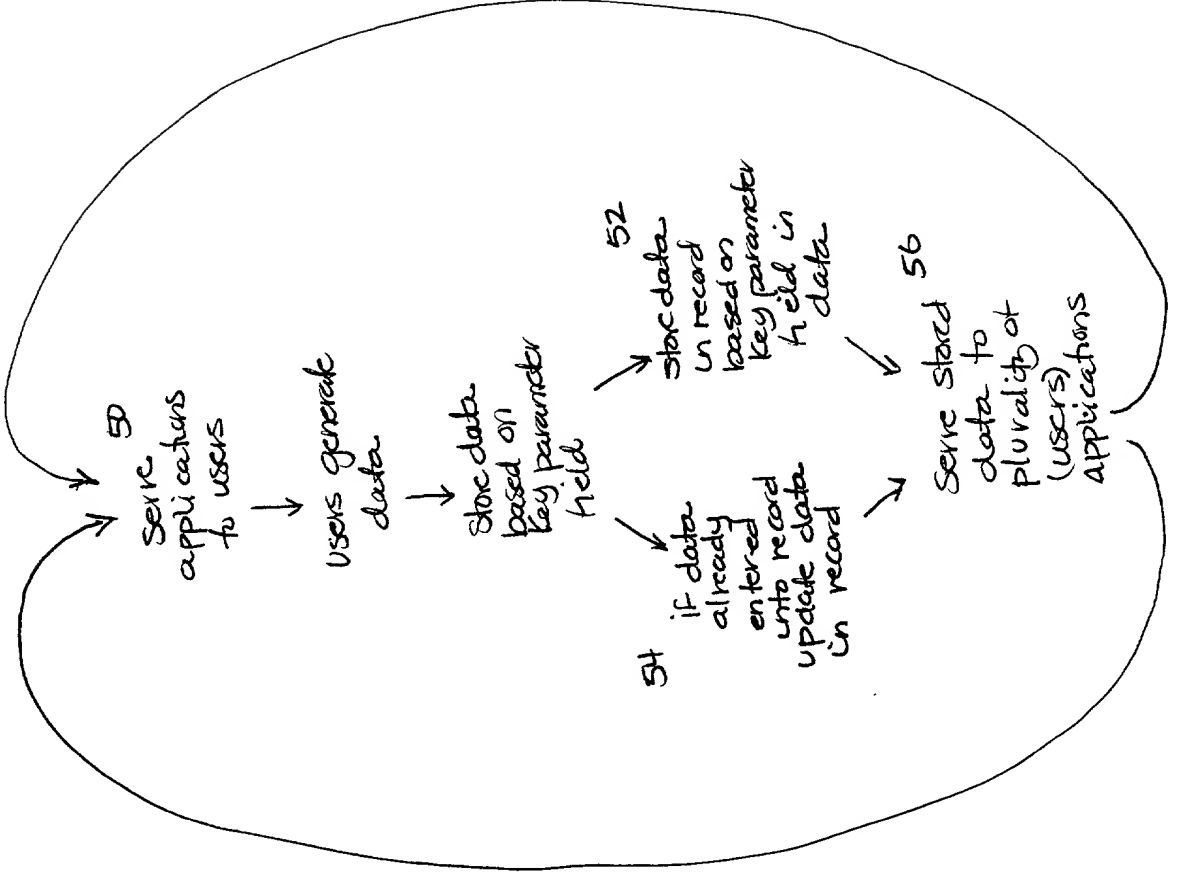 Serve 50
applications
to users
users generate
data
store data
based on
key parameter
field
54
if data
already
entered
into record
update data
in record
52
store data
in record
based on
key parameter
field in
data
Serve stored 56
data to
plurality of
(users)
applications